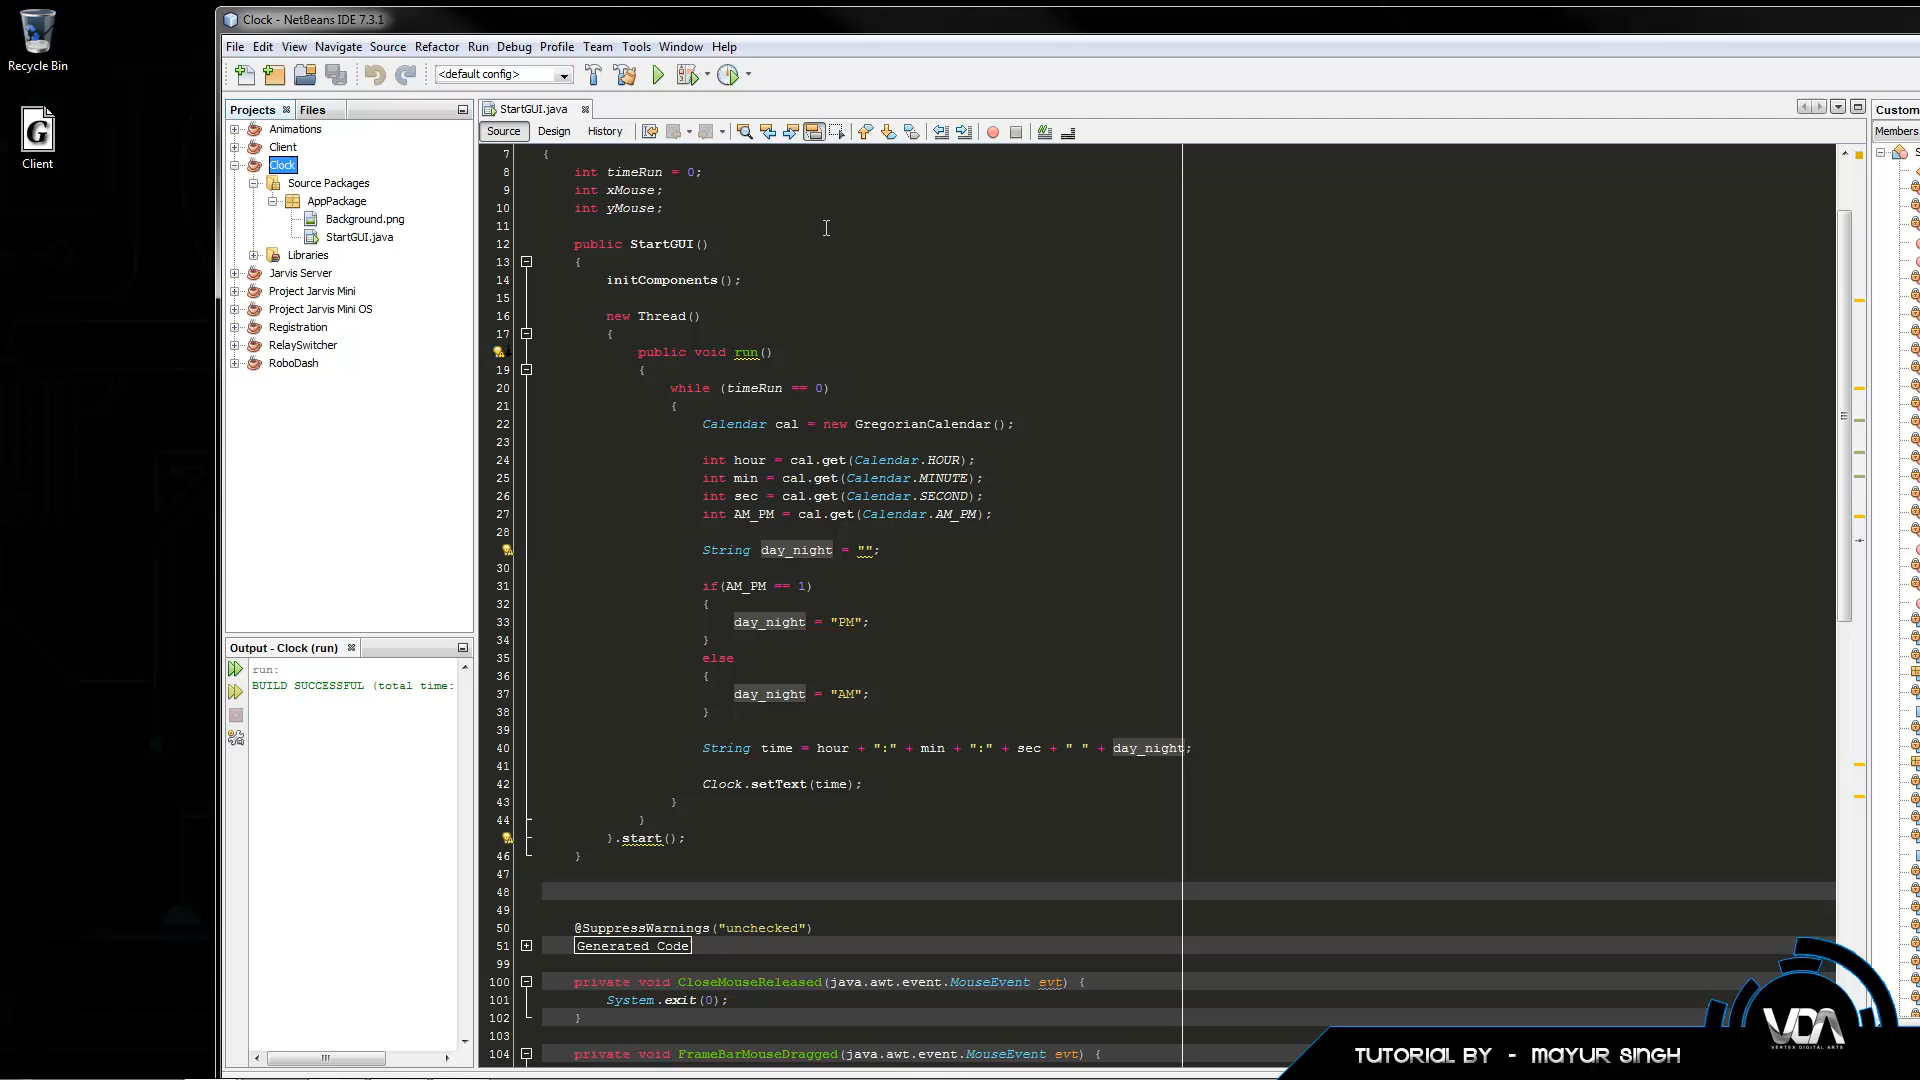 Recycle Bin
Client
Clock - NetBeans IDE 7.3.1
File Edit View Navigate Source Refactor Run Debug Profile Team Tools Window Help
<default config>
Projects Files
Animations
Client
Clock
Source Packages
AppPackage
Background.png
StartGUI.java
Libraries
Jarvis Server
Project Jarvis Mini
Project Jarvis Mini OS
Registration
RelaySwitcher
RoboDash
Output - Clock (run)
run:
BUILD SUCCESSFUL (total time:
StartGUI.java
Source Design History
7 {
8 int timeRun = 0;
9 int xMouse;
10 int yMouse;
11
12 public StartGUI()
13 {
14 initComponents();
15
16 new Thread()
17 {
public void run()
19 {
20 while (timeRun == 0)
21 {
22 Calendar cal = new GregorianCalendar();
23
24 int hour = cal.get(Calendar.HOUR);
25 int min = cal.get(Calendar.MINUTE);
26 int sec = cal.get(Calendar.SECOND);
27 int AM_PM = cal.get(Calendar.AM_PM);
28
String day_night = "";
30
31 if(AM_PM == 1)
32 {
33 day_night = "PM";
34 }
35 else
36 {
37 day_night = "AM";
38 }
39
40 String time = hour + ":" + min + ":" + sec + " " + day_night;
41
42 Clock.setText(time);
43 }
44 }
}.start();
46 }
47
48
49
50 @SuppressWarnings("unchecked")
51 Generated Code
99
100 private void CloseMouseReleased(java.awt.event.MouseEvent evt) {
101 System.exit(0);
102 }
103
104 private void FrameBarMouseDragged(java.awt.event.MouseEvent evt) {
Custom
Members
S
VDA
VERTEX DIGITAL ARTS
TUTORIAL BY - MAYUR SINGH